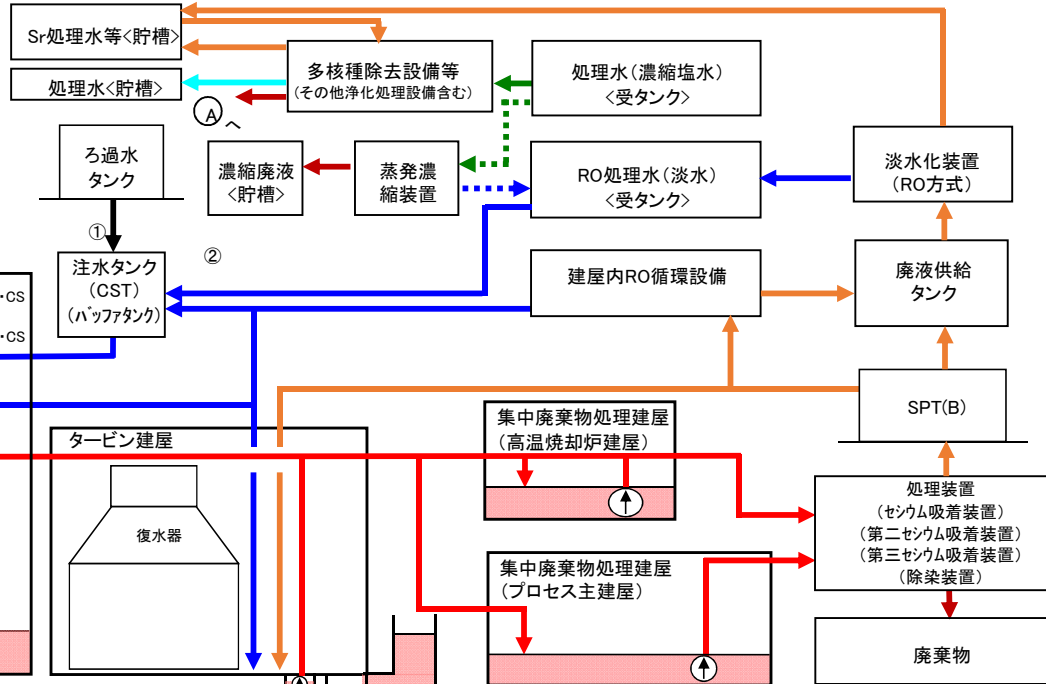 Sr処理水等<貯槽>
処理水<貯槽>
多核種除去設備等
(その他浄化処理設備含む)
A へ
処理水(濃縮塩水)
<受タンク>
ろ過水
タンク
濃縮廃液
<貯槽>
蒸発濃
縮装置
RO処理水(淡水)
<受タンク>
淡水化装置
(RO方式)
①
②
注水タンク
(CST)
(バッファタンク)
建屋内RO循環設備
廃液供給
タンク
・CS
・CS
SPT(B)
タービン建屋
復水器
集中廃棄物処理建屋
(高温焼却炉建屋)
集中廃棄物処理建屋
(プロセス主建屋)
処理装置
(セシウム吸着装置)
(第二セシウム吸着装置)
(第三セシウム吸着装置)
(除染装置)
廃棄物